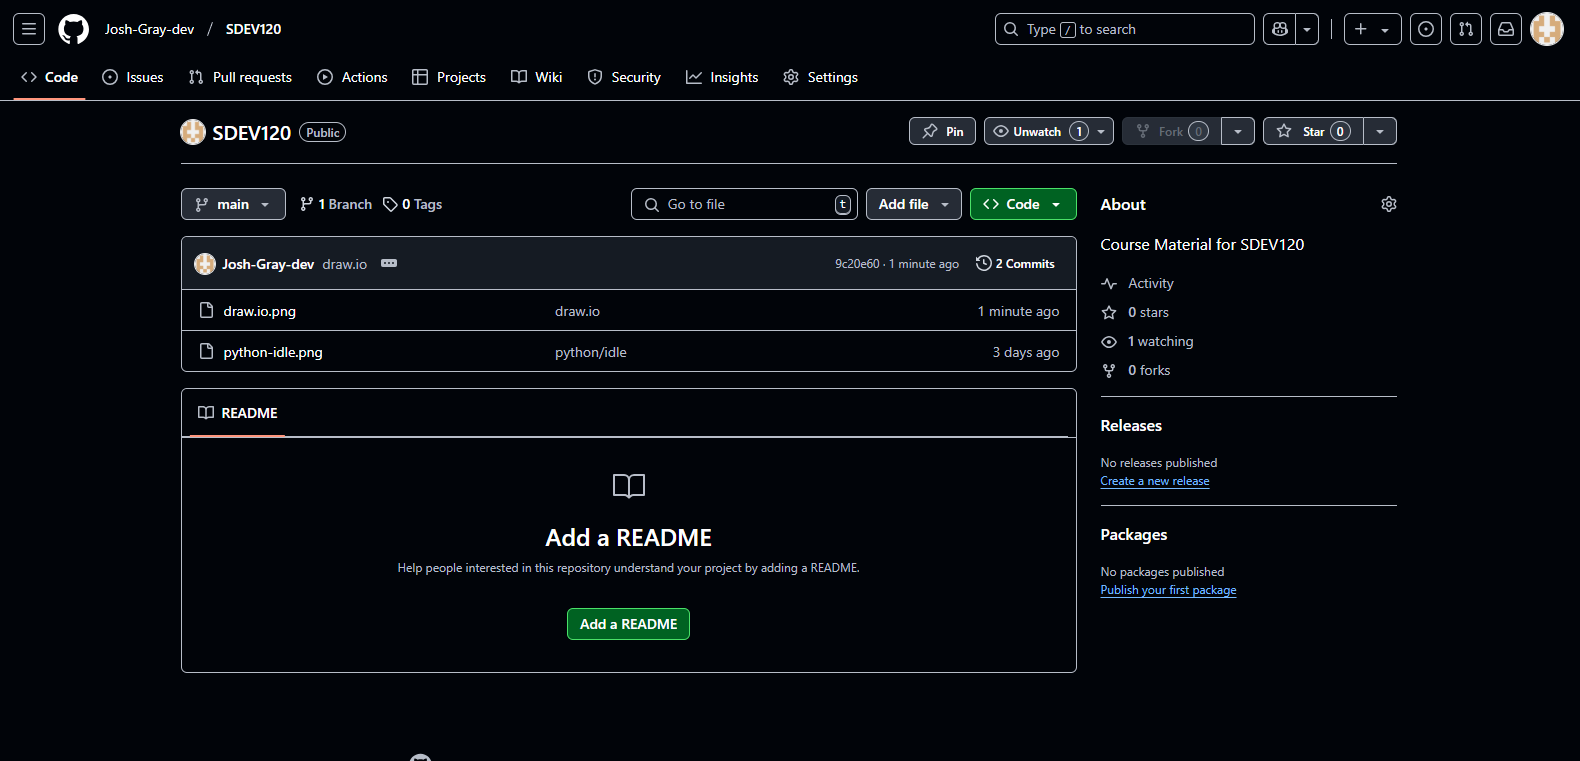 Josh-Gray-dev / SDEV120
Type / to search
Code Issues Pull requests Actions Projects Wiki Security Insights Settings
SDEV120 Public
Pin Unwatch 1 Fork 0 Star 0
main 1 Branch 0 Tags Go to file t Add file Code
Josh-Gray-dev draw.io 9c20e60 · 1 minute ago 2 Commits
draw.io.png draw.io 1 minute ago
python-idle.png python/idle 3 days ago
README
Add a README
Help people interested in this repository understand your project by adding a README.
Add a README
About
Course Material for SDEV120
Activity
0 stars
1 watching
0 forks
Releases
No releases published
Create a new release
Packages
No packages published
Publish your first package